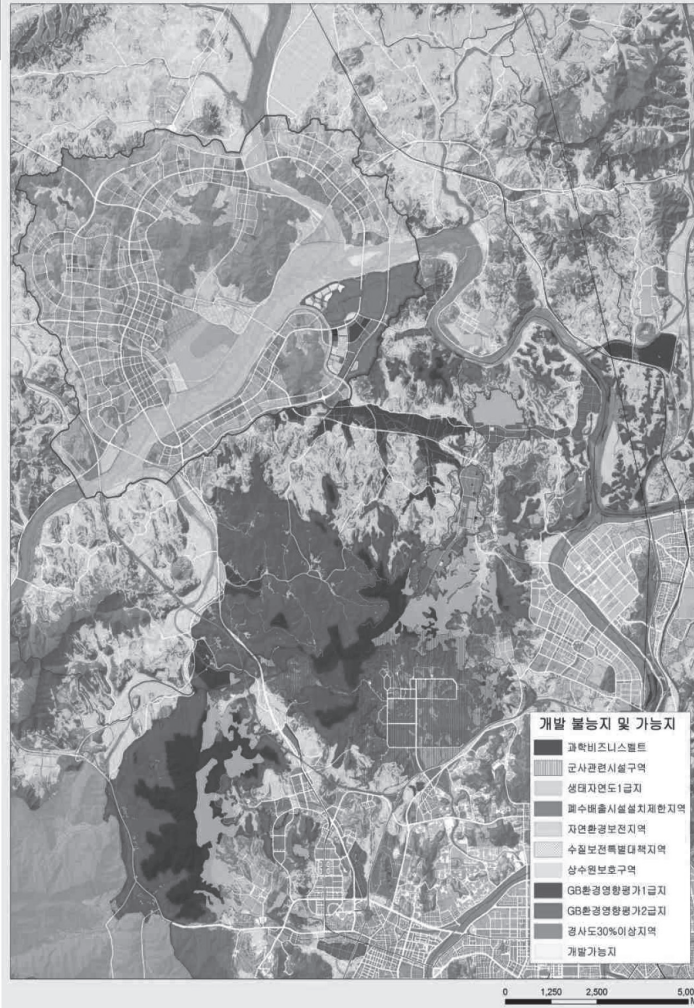 개발 불능지 및 가능지
과학비즈니스벨트
군사관련시설구역
생태자연도1급지
폐수배출시설설치제한지역
자연환경보전지역
수질보전특별대책지역
상수원보호구역
GB환경영향평가1급지
GB환경영향평가2급지
경사도30%이상지역
개발가능지
0 1,250 2,500 5,00